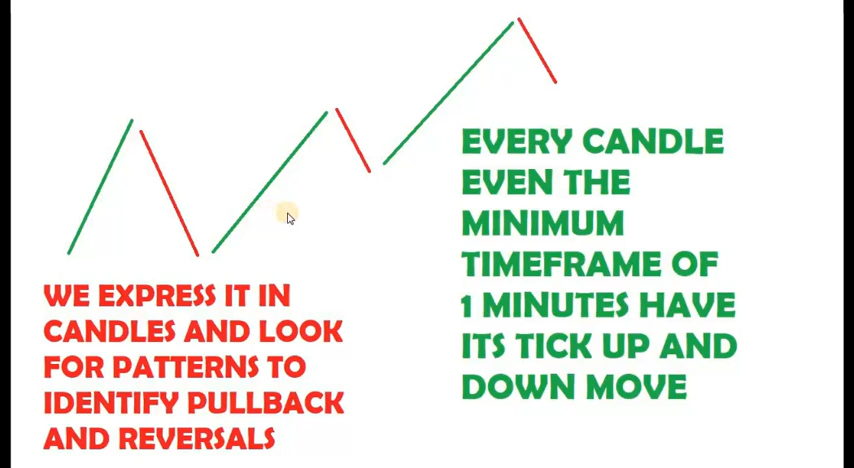 WE EXPRESS IT IN
CANDLES AND LOOK
FOR PATTERNS TO
IDENTIFY PULLBACK
AND REVERSALS
EVERY CANDLE
EVEN THE
MINIMUM
TIMEFRAME OF
1 MINUTES HAVE
ITS TICK UP AND
DOWN MOVE